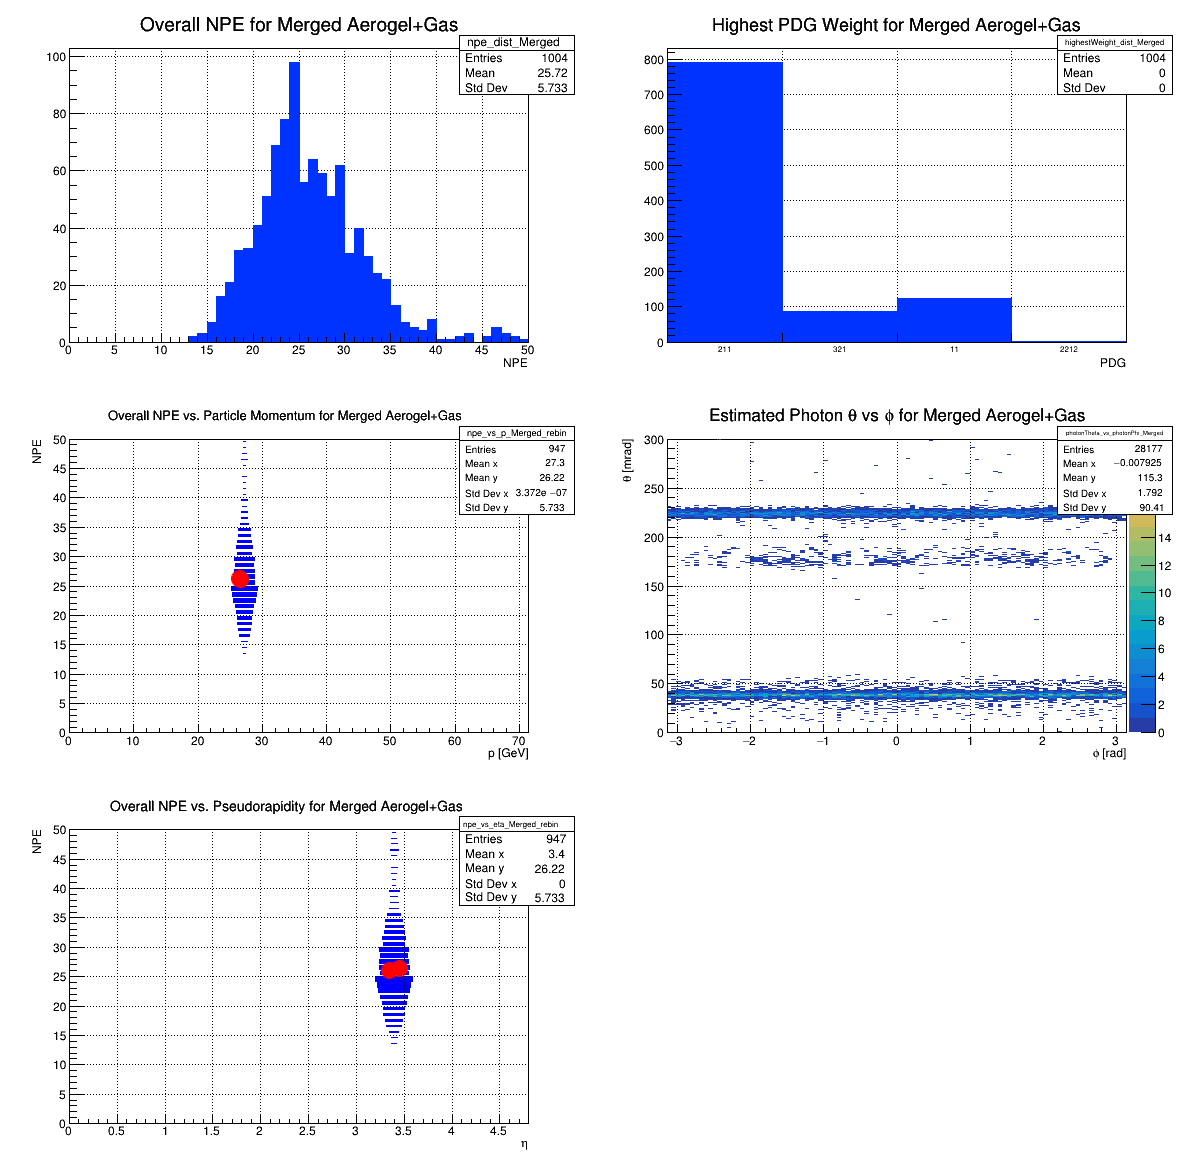 Overall NPE for Merged Aerogel+Gas
npe_dist_Merged
Entries 1004
Mean 25.72
Std Dev 5.733
100
80
60
40
20
0
0 5 10 15 20 25 30 35 40 45 50
NPE
Highest PDG Weight for Merged Aerogel+Gas
highestWeight_dist_Merged
Entries 1004
Mean 0
Std Dev 0
800
700
600
500
400
300
200
100
0
211 321 11 2212
PDG
Overall NPE vs. Particle Momentum for Merged Aerogel+Gas
npe_vs_p_Merged_rebin
Entries 947
Mean x 27.3
Mean y 26.22
Std Dev x 3.372e −07
Std Dev y 5.733
NPE
50
45
40
35
30
25
20
15
10
5
0
0 10 20 30 40 50 60 70
p [GeV]
Estimated Photon θ vs ϕ for Merged Aerogel+Gas
photonTheta_vs_photonPhi_Merged
Entries 28177
Mean x −0.007925
Mean y 115.3
Std Dev x 1.792
Std Dev y 90.41
θ [mrad]
300
250
200
150
100
50
0
−3 −2 −1 0 1 2 3
ϕ [rad]
14
12
10
8
6
4
2
0
Overall NPE vs. Pseudorapidity for Merged Aerogel+Gas
npe_vs_eta_Merged_rebin
Entries 947
Mean x 3.4
Mean y 26.22
Std Dev x 0
Std Dev y 5.733
NPE
50
45
40
35
30
25
20
15
10
5
0
0 0.5 1 1.5 2 2.5 3 3.5 4 4.5
η